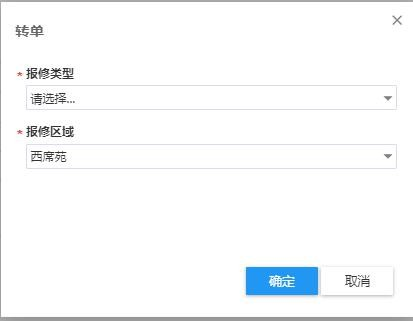 转单
* 报修类型
请选择...
* 报修区域
西席苑
确定 取消